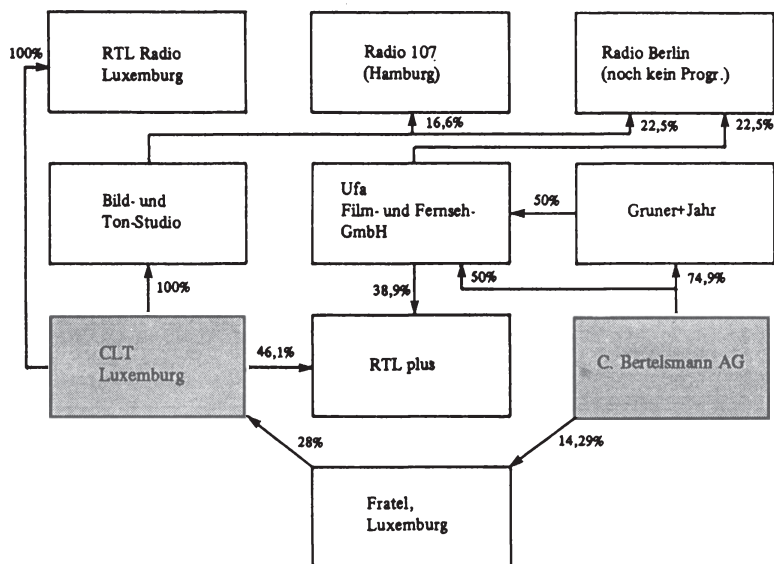 100%
RTL Radio
Luxemburg
Radio 107
(Hamburg)
Radio Berlin
(noch kein Progr.)
16,6%
22,5%
22,5%
Bild- und
Ton-Studio
Ufa
Film- und Fernseh-
GmbH
50%
Gruner+Jahr
100%
38,9%
50%
74,9%
CLT
Luxemburg
46,1%
RTL plus
C. Bertelsmann AG
28%
14,29%
Fratel,
Luxemburg